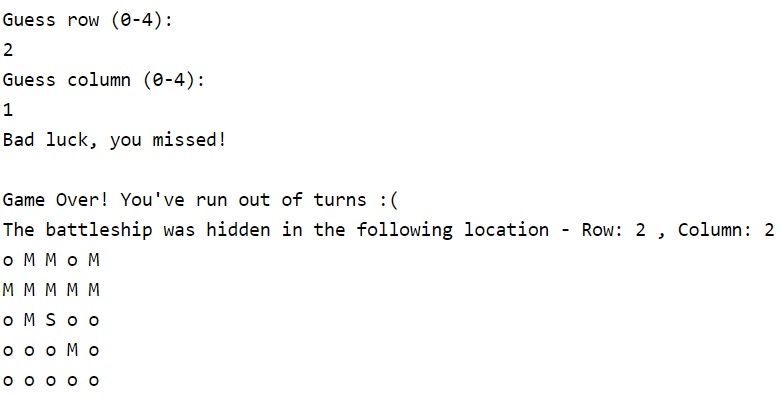 Guess row (0-4):
2
Guess column (0-4):
1
Bad luck, you missed!
Game Over! You've run out of turns :(
The battleship was hidden in the following location - Row: 2 , Column: 2
o M M o M
M M M M M
o M S o o
o o o M o
o o o o o